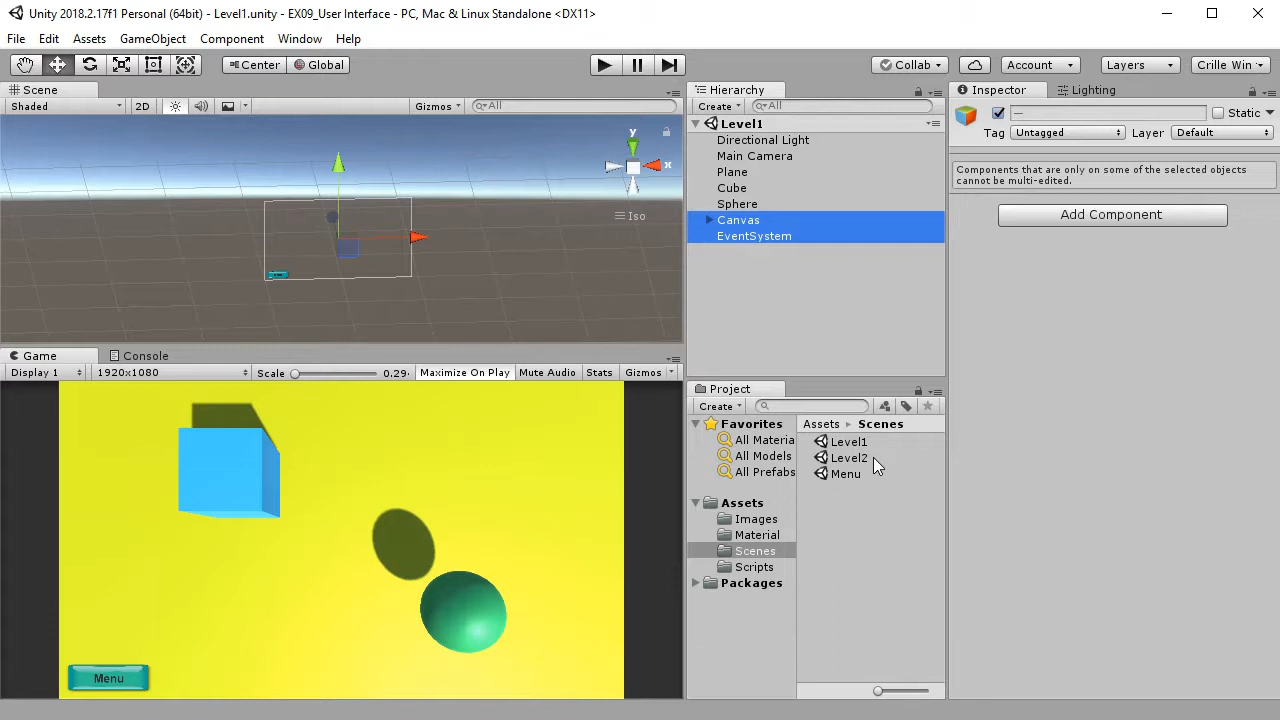 Unity 2018.2.17f1 Personal (64bit) - Level1.unity - EX09_User Interface - PC, Mac & Linux Standalone <DX11>
File Edit Assets GameObject Component Window Help
Center Global Collab Account Layers Crille Win
Scene
Shaded 2D Gizmos All
y
x
Iso
Game Console
Display 1 1920x1080 Scale 0.29 Maximize On Play Mute Audio Stats Gizmos
Menu
Hierarchy
Create All
Level1
Directional Light
Main Camera
Plane
Cube
Sphere
Canvas
EventSystem
Project
Create
Favorites
All Materia
All Models
All Prefabs
Assets
Images
Material
Scenes
Scripts
Packages
Assets Scenes
Level1
Level2
Menu
Inspector Lighting
— Static
Tag Untagged Layer Default
Components that are only on some of the selected objects
cannot be multi-edited.
Add Component